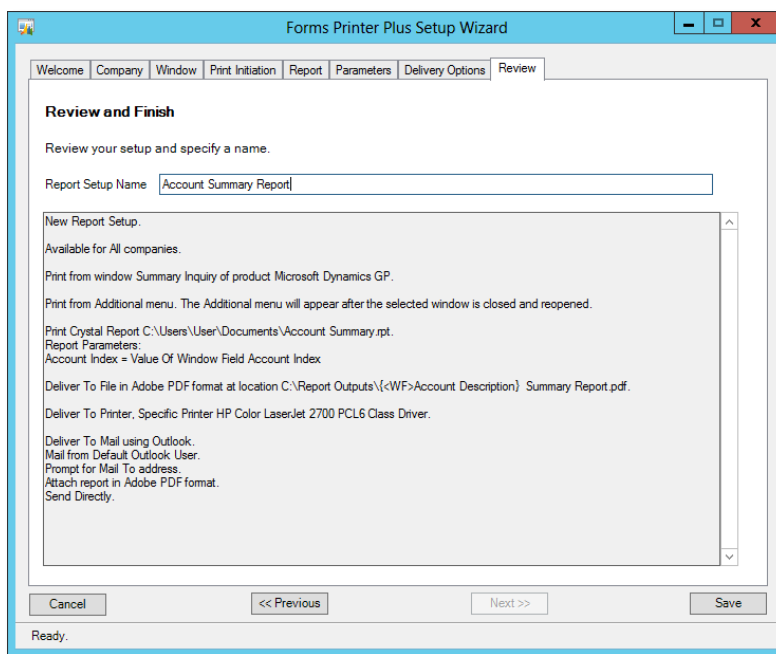 Forms Printer Plus Setup Wizard
Welcome Company Window Print Initiation Report Parameters Delivery Options Review
Review and Finish
Review your setup and specify a name.
Report Setup Name Account Summary Report
New Report Setup.
Available for All companies.
Print from window Summary Inquiry of product Microsoft Dynamics GP.
Print from Additional menu. The Additional menu will appear after the selected window is closed and reopened.
Print Crystal Report C:\Users\User\Documents\Account Summary.rpt.
Report Parameters:
Account Index = Value Of Window Field Account Index
Deliver To File in Adobe PDF format at location C:\Report Outputs\{<WF>Account Description}  Summary Report.pdf.
Deliver To Printer, Specific Printer HP Color LaserJet 2700 PCL6 Class Driver.
Deliver To Mail using Outlook.
Mail from Default Outlook User.
Prompt for Mail To address.
Attach report in Adobe PDF format.
Send Directly.
Cancel << Previous Next >> Save
Ready.